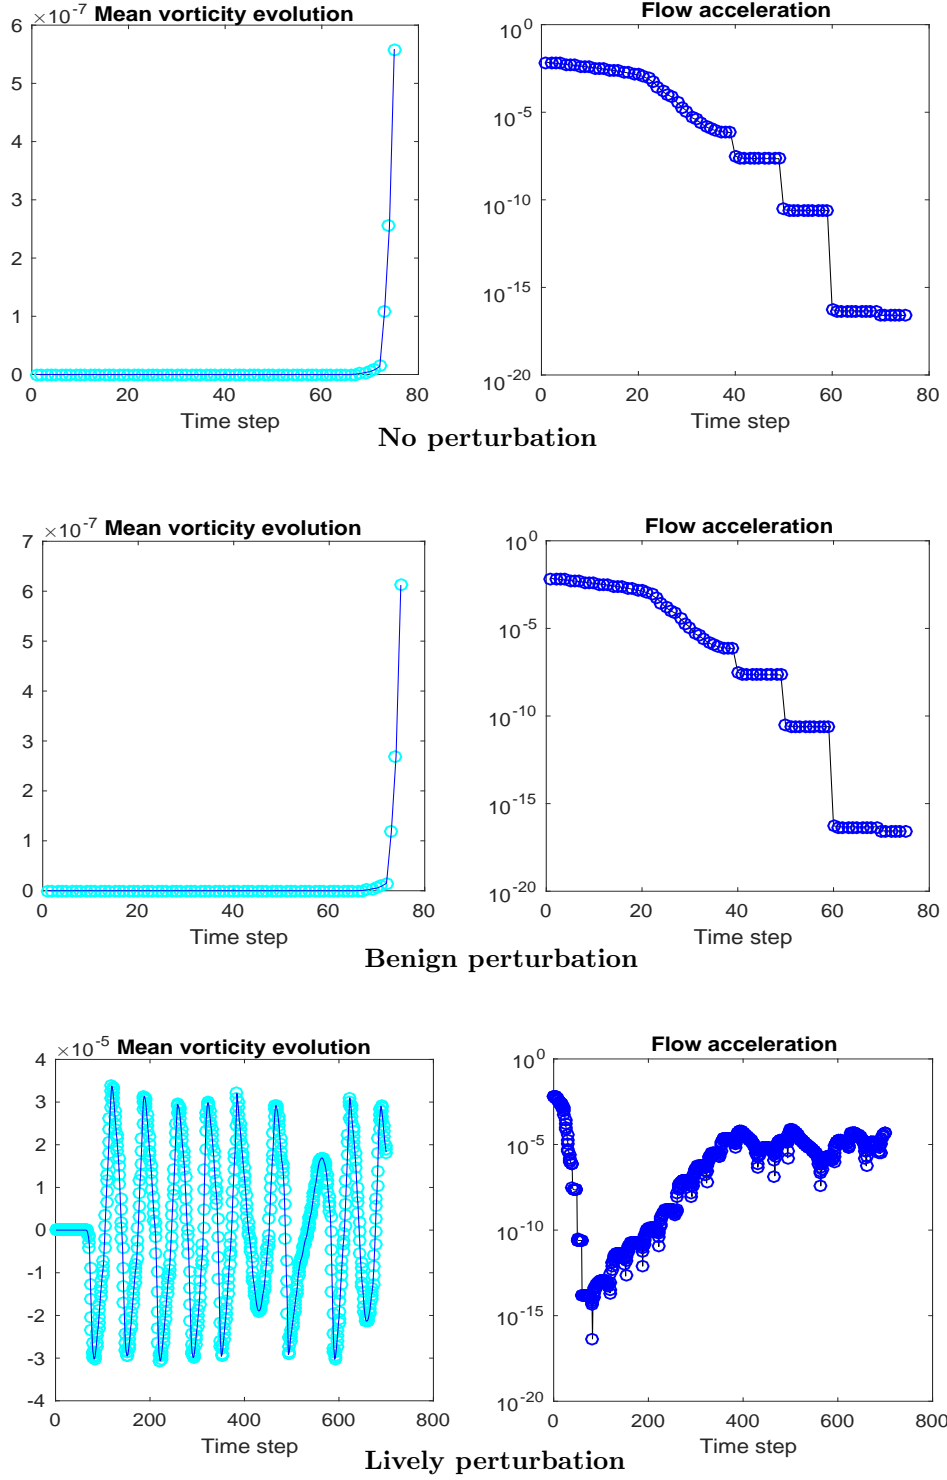 ×10⁻⁷ Mean vorticity evolution
6
5
4
3
2
1
0
0 20 40 60 80
Time step
Flow acceleration
10⁰
10⁻⁵
10⁻¹⁰
10⁻¹⁵
10⁻²⁰
0 20 40 60 80
Time step
No perturbation
×10⁻⁷ Mean vorticity evolution
7
6
5
4
3
2
1
0
0 20 40 60 80
Time step
Flow acceleration
10⁰
10⁻⁵
10⁻¹⁰
10⁻¹⁵
10⁻²⁰
0 20 40 60 80
Time step
Benign perturbation
×10⁻⁵ Mean vorticity evolution
4
3
2
1
0
-1
-2
-3
-4
0 200 400 600 800
Time step
Flow acceleration
10⁰
10⁻⁵
10⁻¹⁰
10⁻¹⁵
10⁻²⁰
0 200 400 600 800
Time step
Lively perturbation